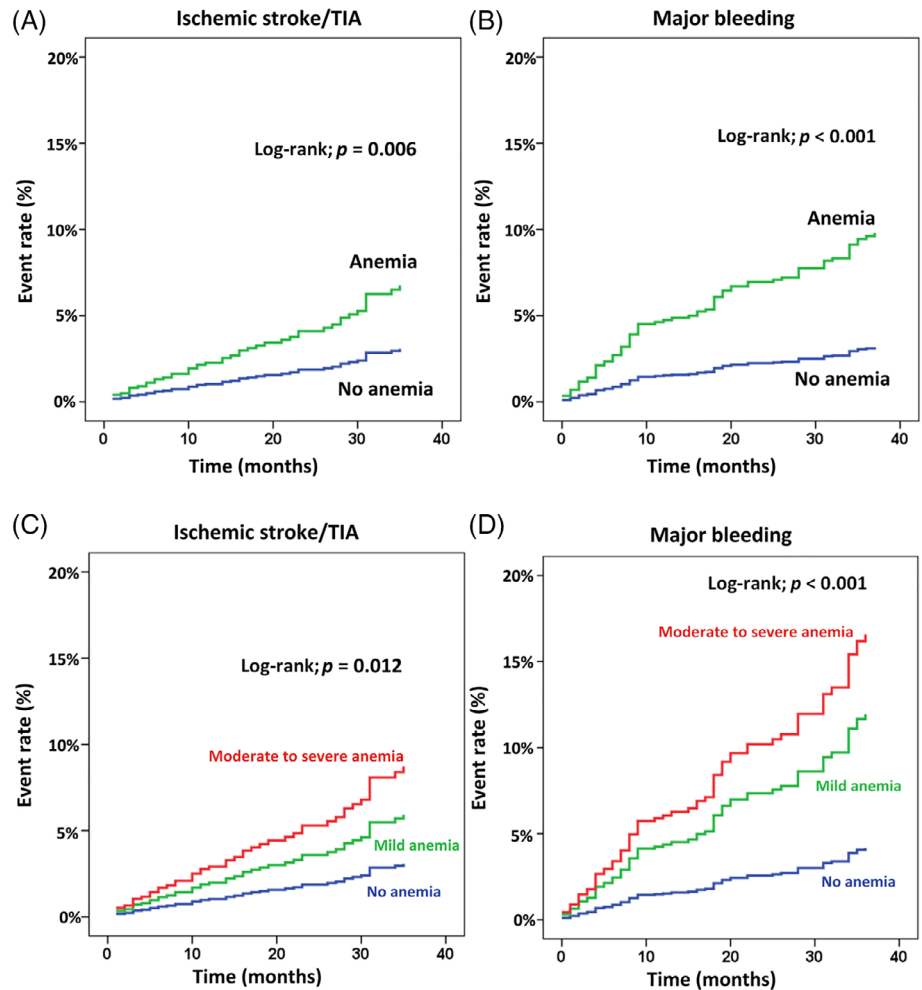 (A)
Ischemic stroke/TIA
20%
15%
10%
5%
0%
Event rate (%)
Log-rank; p = 0.006
Anemia
No anemia
0 10 20 30 40
Time (months)
(B)
Major bleeding
20%
15%
10%
5%
0%
Event rate (%)
Log-rank; p < 0.001
Anemia
No anemia
0 10 20 30 40
Time (months)
(C)
Ischemic stroke/TIA
20%
15%
10%
5%
0%
Event rate (%)
Log-rank; p = 0.012
Moderate to severe anemia
Mild anemia
No anemia
0 10 20 30 40
Time (months)
(D)
Major bleeding
20%
15%
10%
5%
0%
Event rate (%)
Log-rank; p < 0.001
Moderate to severe anemia
Mild anemia
No anemia
0 10 20 30 40
Time (months)